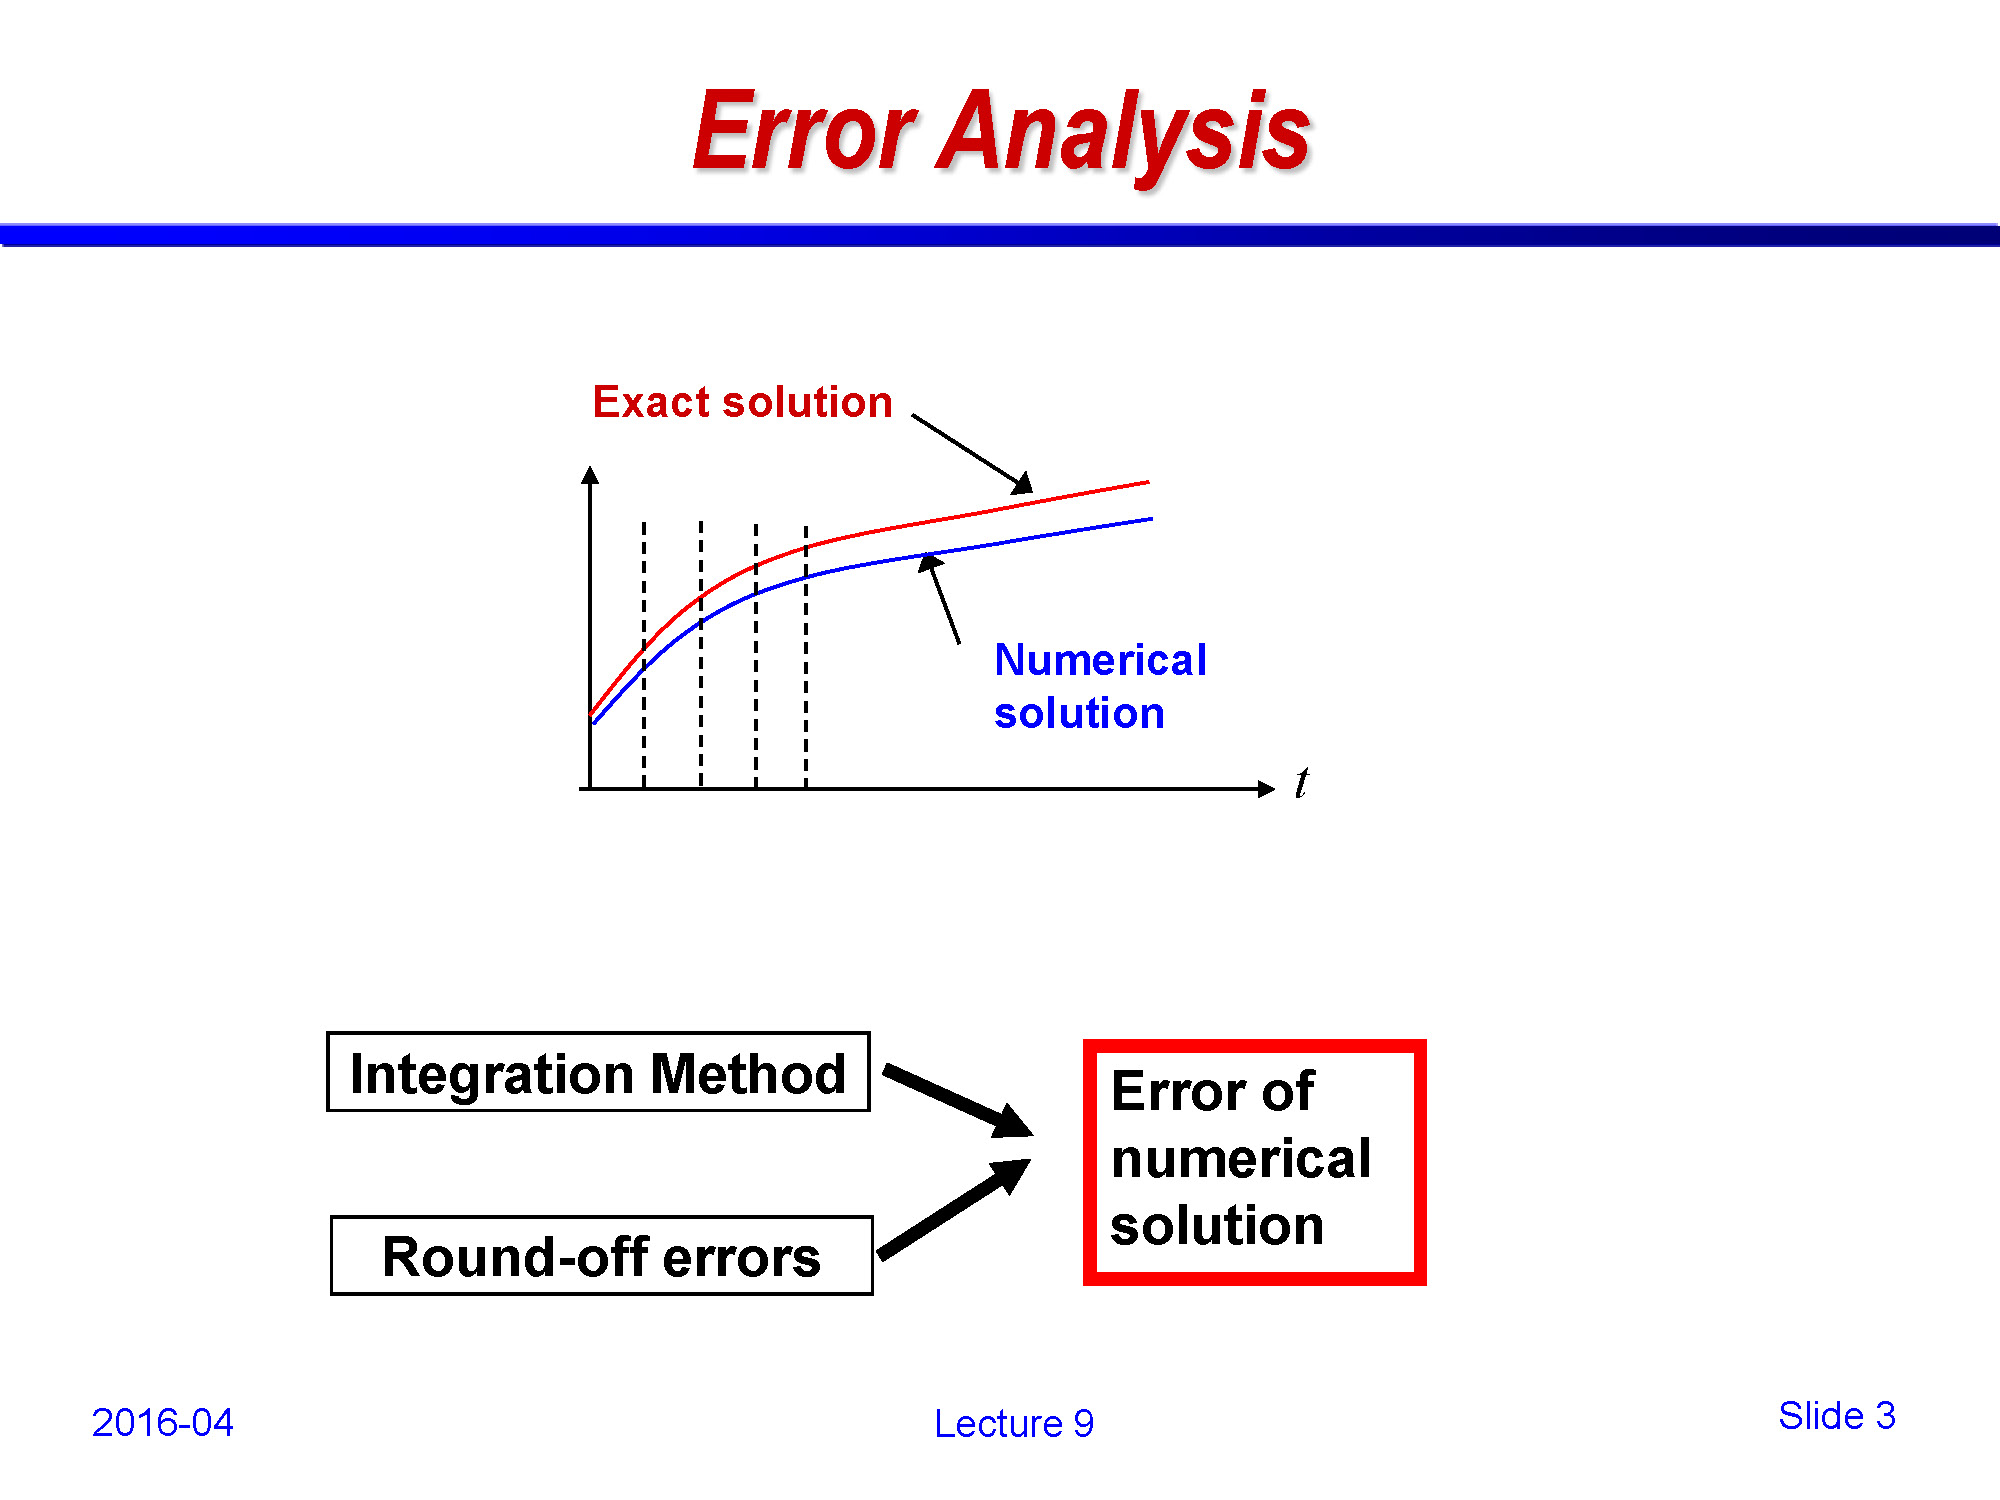 Error Analysis
Exact solution
Numerical
solution
t
Integration Method
Round-off errors
Error of
numerical
solution
2016-04
Lecture 9
Slide 3